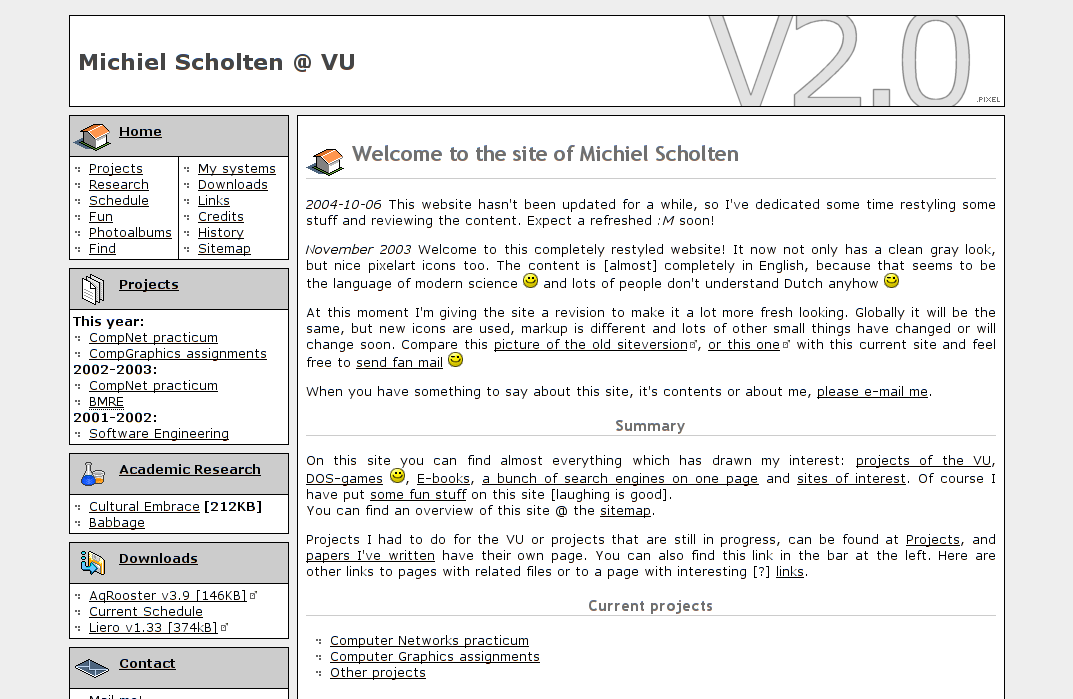 Michiel Scholten @ VU
V2.0
.PIXEL
Home
Projects
Research
Schedule
Fun
Photoalbums
Find
My systems
Downloads
Links
Credits
History
Sitemap
Projects
This year:
CompNet practicum
CompGraphics assignments
2002-2003:
CompNet practicum
BMRE
2001-2002:
Software Engineering
Academic Research
Cultural Embrace [212KB]
Babbage
Downloads
AqRooster v3.9 [146KB]
Current Schedule
Liero v1.33 [374kB]
Contact
Mail me!
Welcome to the site of Michiel Scholten
2004-10-06 This website hasn't been updated for a while, so I've dedicated some time restyling some
stuff and reviewing the content. Expect a refreshed :M soon!
November 2003 Welcome to this completely restyled website! It now not only has a clean gray look,
but nice pixelart icons too. The content is [almost] completely in English, because that seems to be
the language of modern science and lots of people don't understand Dutch anyhow
At this moment I'm giving the site a revision to make it a lot more fresh looking. Globally it will be the
same, but new icons are used, markup is different and lots of other small things have changed or will
change soon. Compare this picture of the old siteversion, or this one with this current site and feel
free to send fan mail
When you have something to say about this site, it's contents or about me, please e-mail me.
Summary
On this site you can find almost everything which has drawn my interest: projects of the VU,
DOS-games , E-books, a bunch of search engines on one page and sites of interest. Of course I
have put some fun stuff on this site [laughing is good].
You can find an overview of this site @ the sitemap.
Projects I had to do for the VU or projects that are still in progress, can be found at Projects, and
papers I've written have their own page. You can also find this link in the bar at the left. Here are
other links to pages with related files or to a page with interesting [?] links.
Current projects
Computer Networks practicum
Computer Graphics assignments
Other projects